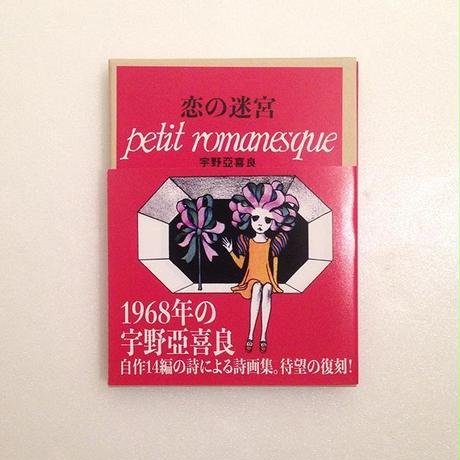 恋の迷宮
petit romanesque
宇野亞喜良
1968年の
宇野亞喜良
自作14編の詩による詩画集。待望の復刻!